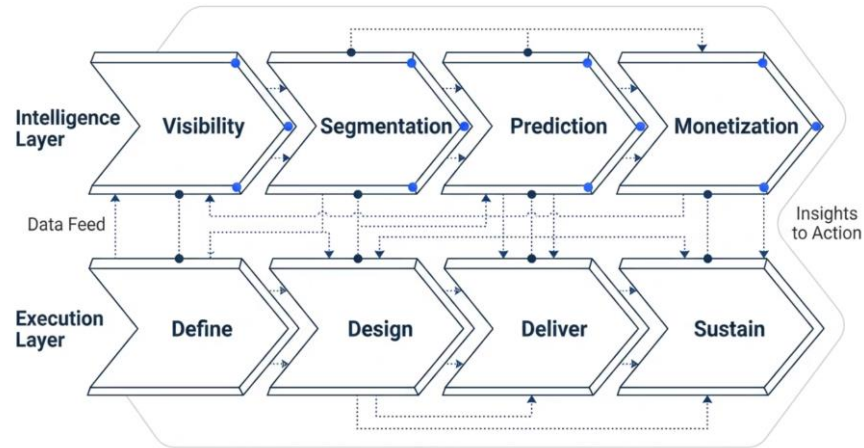 Intelligence
Layer
Visibility
Segmentation
Prediction
Monetization
Data Feed
Insights
to Action
Execution
Layer
Define
Design
Deliver
Sustain